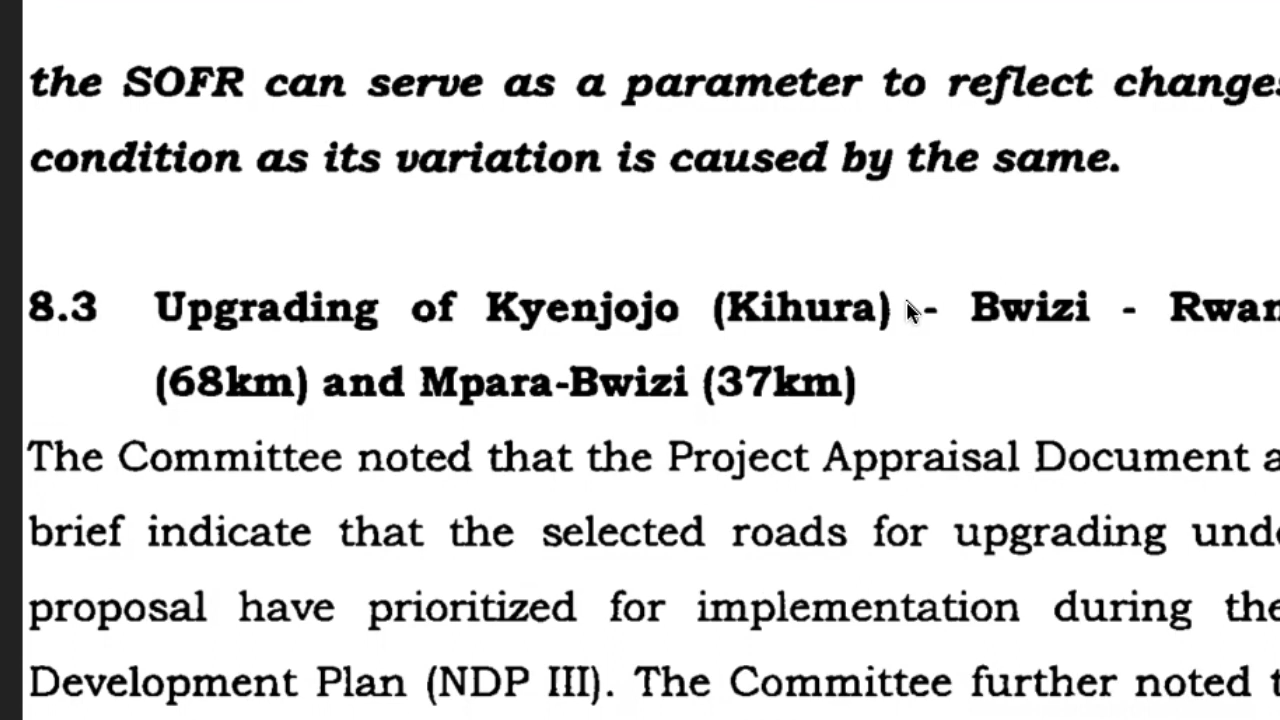 the SOFR can serve as a parameter to reflect
condition as its variation is caused by the same.
8.3 Upgrading of Kyenjojo (Kihura) - Bwizi -
(68km) and Mpara-Bwizi (37km)
The Committee noted that the Project Appraisal Document
brief indicate that the selected roads for upgrading
proposal have prioritized for implementation during the
Development Plan (NDP III). The Committee further noted